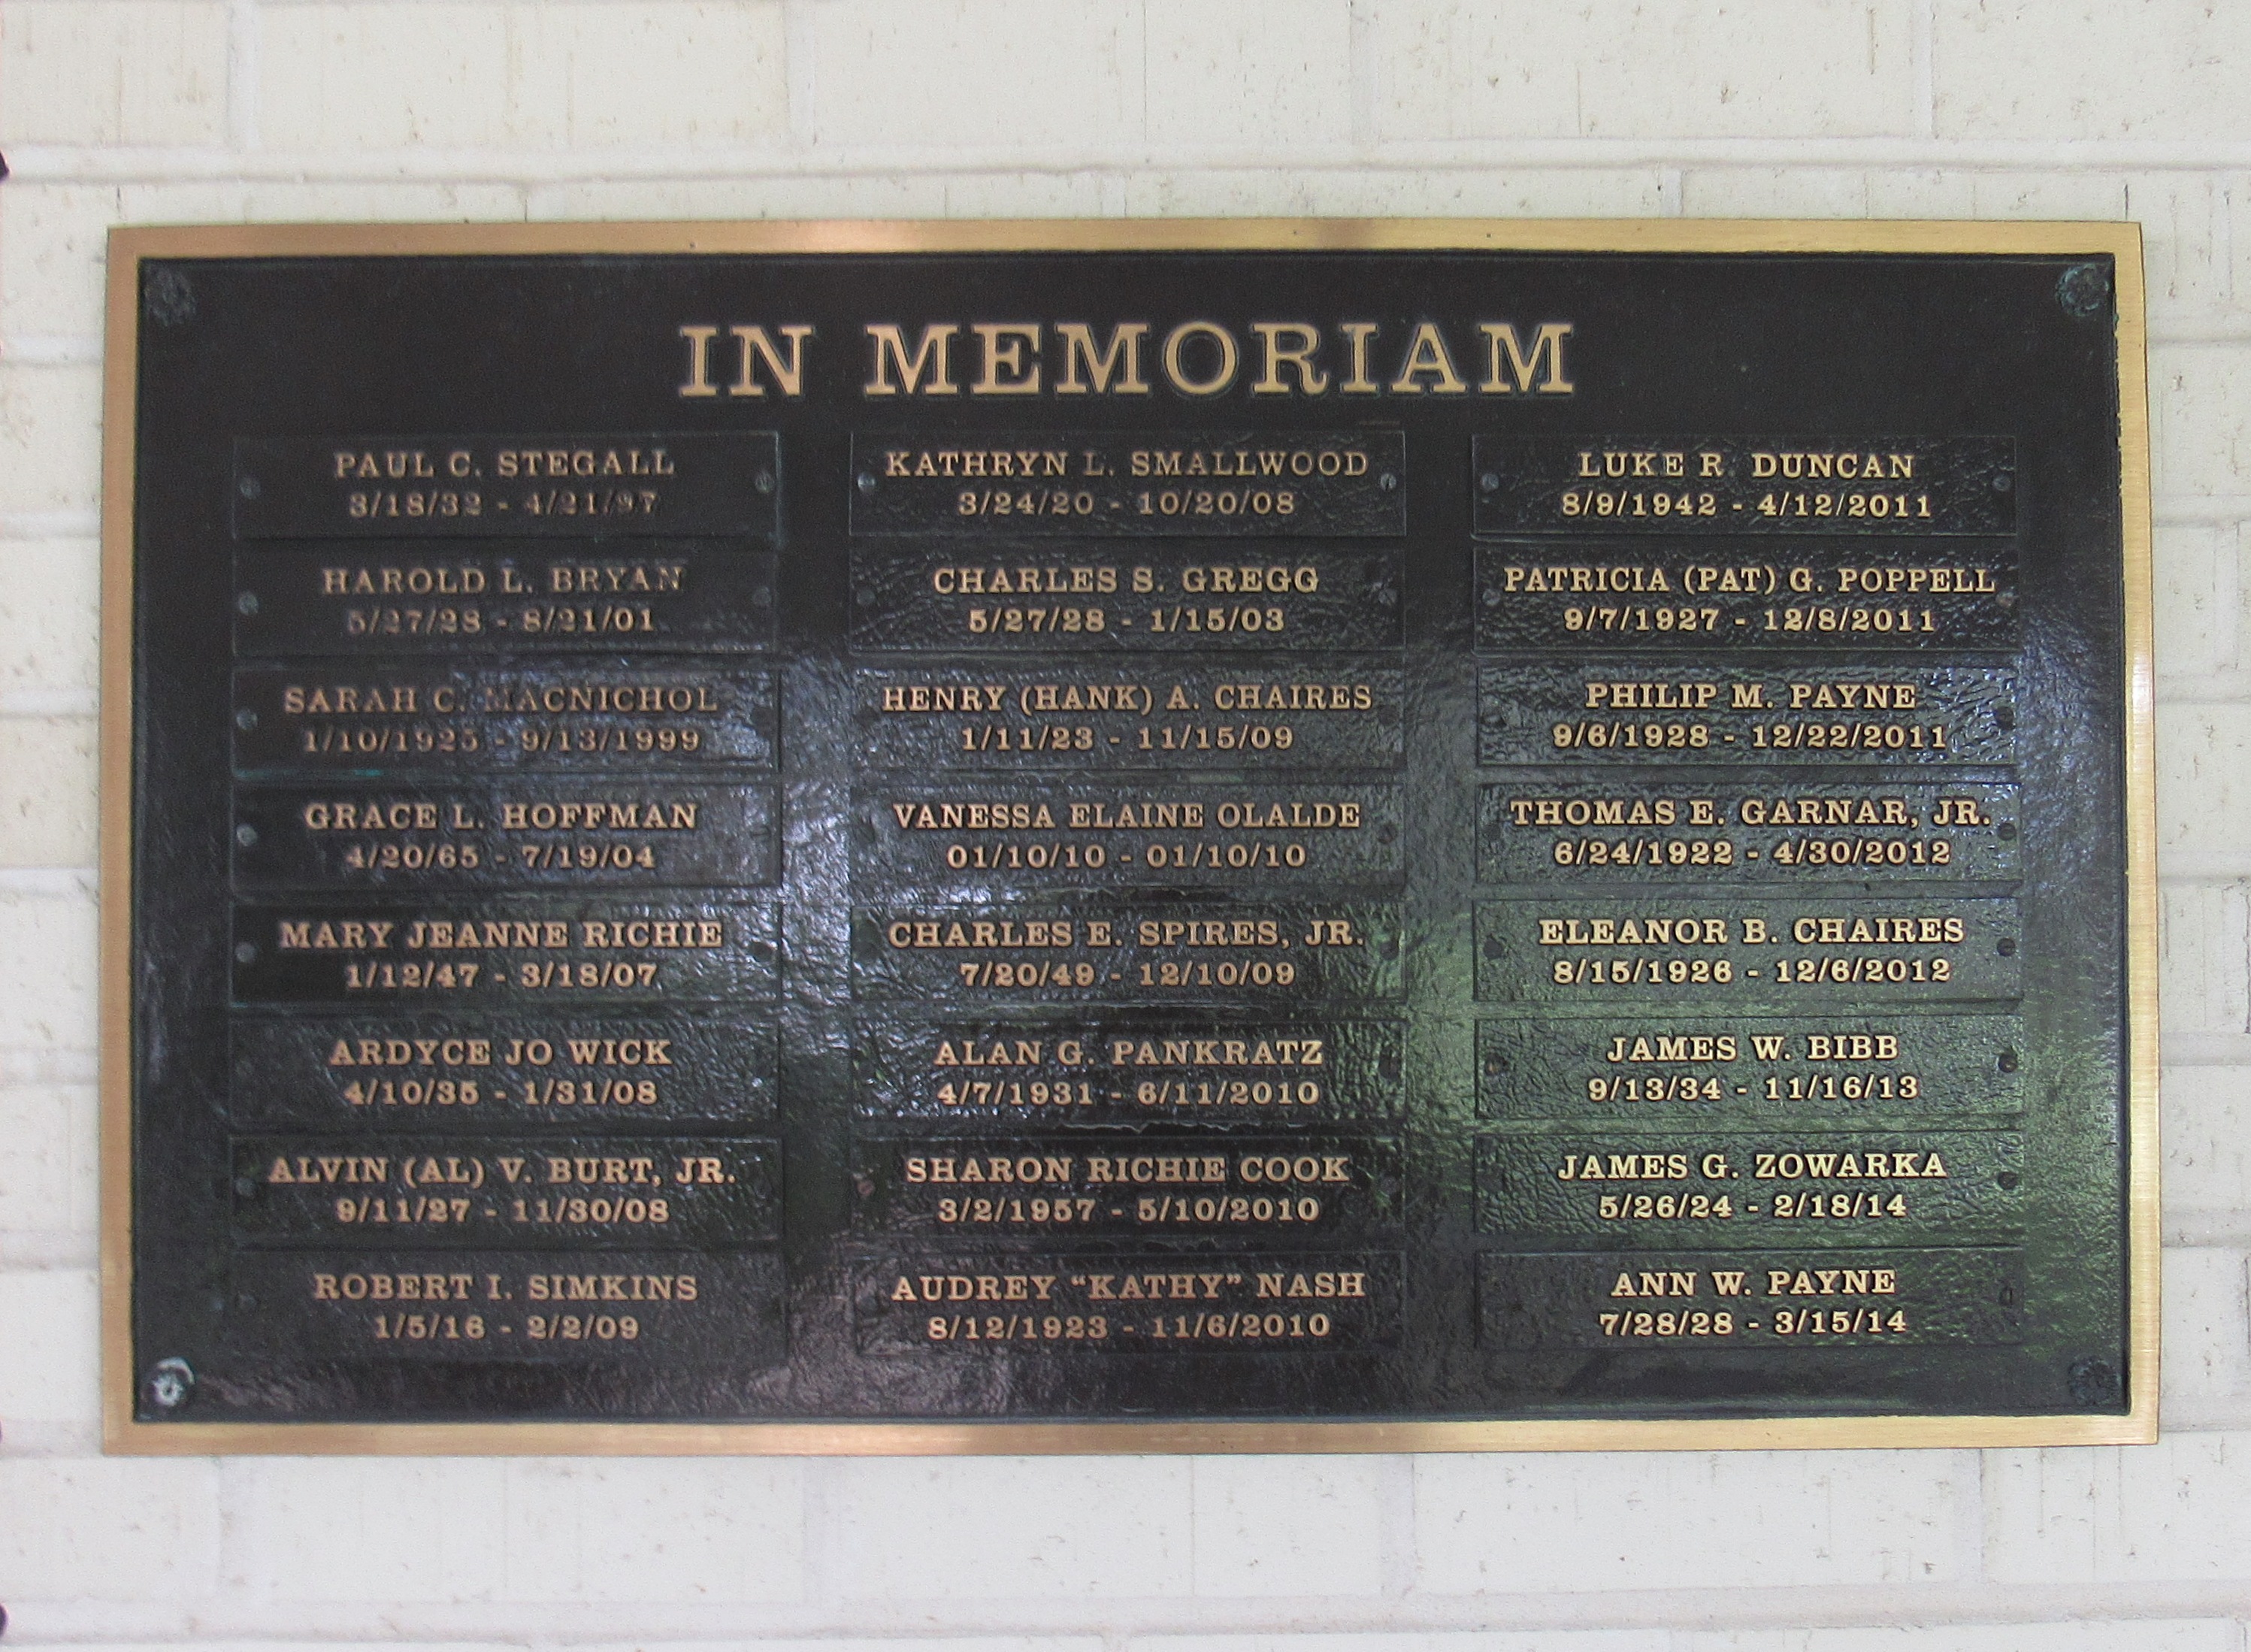 IN MEMORIAM
PAUL C. STEGALL
3/18/32 - 4/21/97
HAROLD L. BRYAN
5/27/28 - 8/21/01
SARAH C. MACNICHOL
1/10/1925 - 9/13/1999
GRACE L. HOFFMAN
4/20/65 - 7/19/04
MARY JEANNE RICHIE
1/12/47 - 3/18/07
ARDYCE JO WICK
4/10/35 - 1/31/08
ALVIN (AL) V. BURT, JR.
9/11/27 - 11/30/08
ROBERT I. SIMKINS
1/5/16 - 2/2/09
KATHRYN L. SMALLWOOD
3/24/20 - 10/20/08
CHARLES S. GREGG
5/27/28 - 1/15/03
HENRY (HANK) A. CHAIRES
1/11/23 - 11/15/09
VANESSA ELAINE OLALDE
01/10/10 - 01/10/10
CHARLES E. SPIRES, JR.
7/20/49 - 12/10/09
ALAN G. PANKRATZ
4/7/1931 - 6/11/2010
SHARON RICHIE COOK
3/2/1957 - 5/10/2010
AUDREY “KATHY” NASH
8/12/1923 - 11/6/2010
LUKE R. DUNCAN
8/9/1942 - 4/12/2011
PATRICIA (PAT) G. POPPELL
9/7/1927 - 12/8/2011
PHILIP M. PAYNE
9/6/1928 - 12/22/2011
THOMAS E. GARNAR, JR.
6/24/1922 - 4/30/2012
ELEANOR B. CHAIRES
8/15/1926 - 12/6/2012
JAMES W. BIBB
9/13/34 - 11/16/13
JAMES G. ZOWARKA
5/26/24 - 2/18/14
ANN W. PAYNE
7/28/28 - 3/15/14